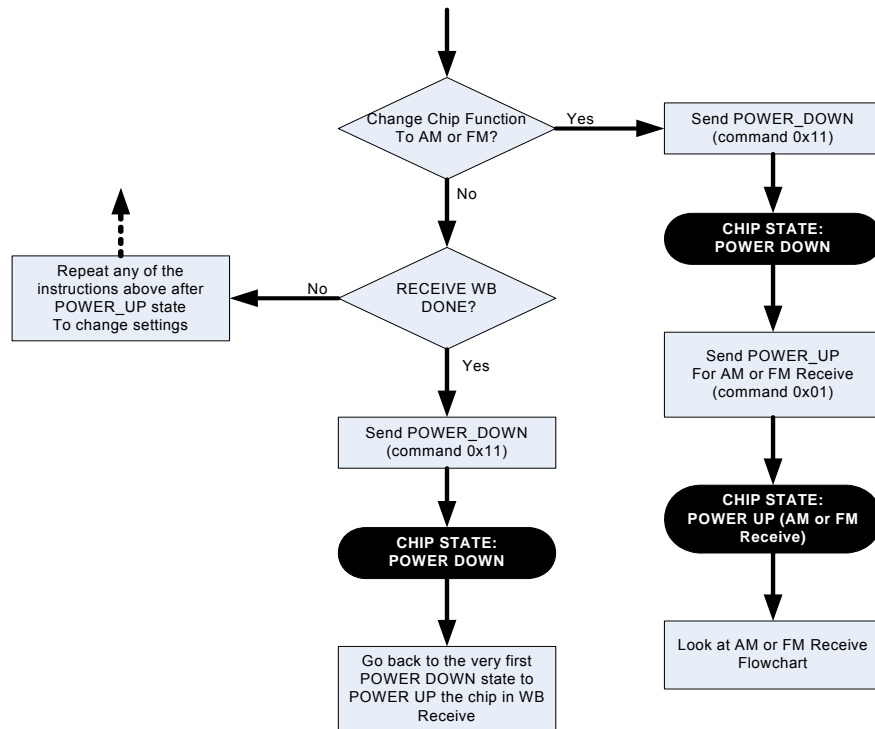 Change Chip Function
To AM or FM?
Yes
Send POWER_DOWN
(command 0x11)
No
CHIP STATE:
POWER DOWN
Repeat any of the
instructions above after
POWER_UP state
To change settings
No
RECEIVE WB
DONE?
Yes
Send POWER_UP
For AM or FM Receive
(command 0x01)
Send POWER_DOWN
(command 0x11)
CHIP STATE:
POWER UP (AM or FM
Receive)
CHIP STATE:
POWER DOWN
Look at AM or FM Receive
Flowchart
Go back to the very first
POWER DOWN state to
POWER UP the chip in WB
Receive